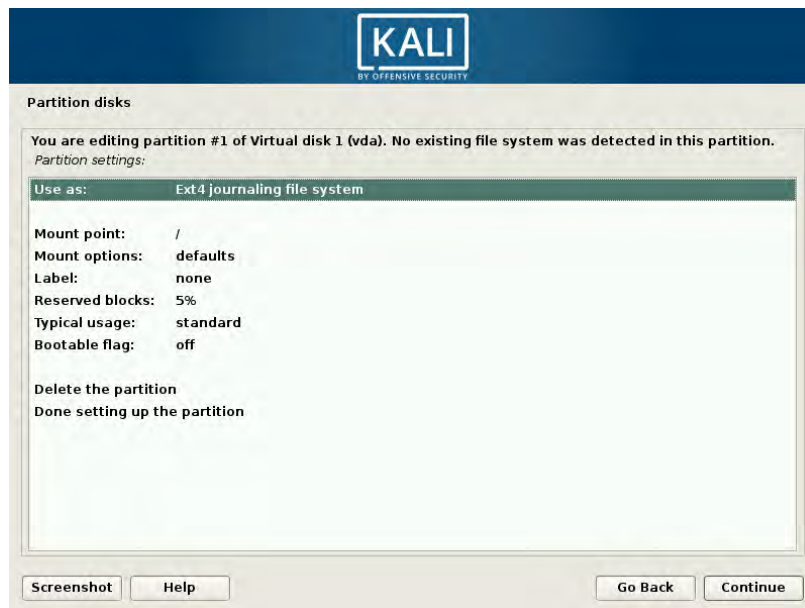 KALI
BY OFFENSIVE SECURITY
Partition disks
You are editing partition #1 of Virtual disk 1 (vda). No existing file system was detected in this partition.
Partition settings:
Use as: Ext4 journaling file system
Mount point: /
Mount options: defaults
Label: none
Reserved blocks: 5%
Typical usage: standard
Bootable flag: off
Delete the partition
Done setting up the partition
Screenshot Help Go Back Continue